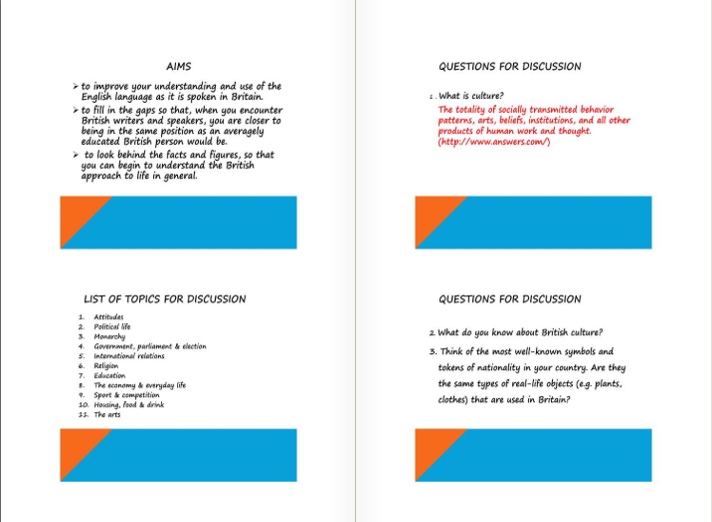 AIMS
➢ to improve your understanding and use of the
English language as it is spoken in Britain.
➢ to fill in the gaps so that, when you encounter
British writers and speakers, you are closer to
being in the same position as an averagely
educated British person would be.
➢ to look behind the facts and figures, so that
you can begin to understand the British
approach to life in general.
LIST OF TOPICS FOR DISCUSSION
1. Attitudes
2. Political life
3. Monarchy
4. Government, parliament & election
5. International relations
6. Religion
7. Education
8. The economy & everyday life
9. Sport & competition
10. Housing, food & drink
11. The arts
QUESTIONS FOR DISCUSSION
1. What is culture?
The totality of socially transmitted behavior
patterns, arts, beliefs, institutions, and all other
products of human work and thought.
(http://www.answers.com/)
QUESTIONS FOR DISCUSSION
2. What do you know about British culture?
3. Think of the most well-known symbols and
tokens of nationality in your country. Are they
the same types of real-life objects (e.g. plants,
clothes) that are used in Britain?